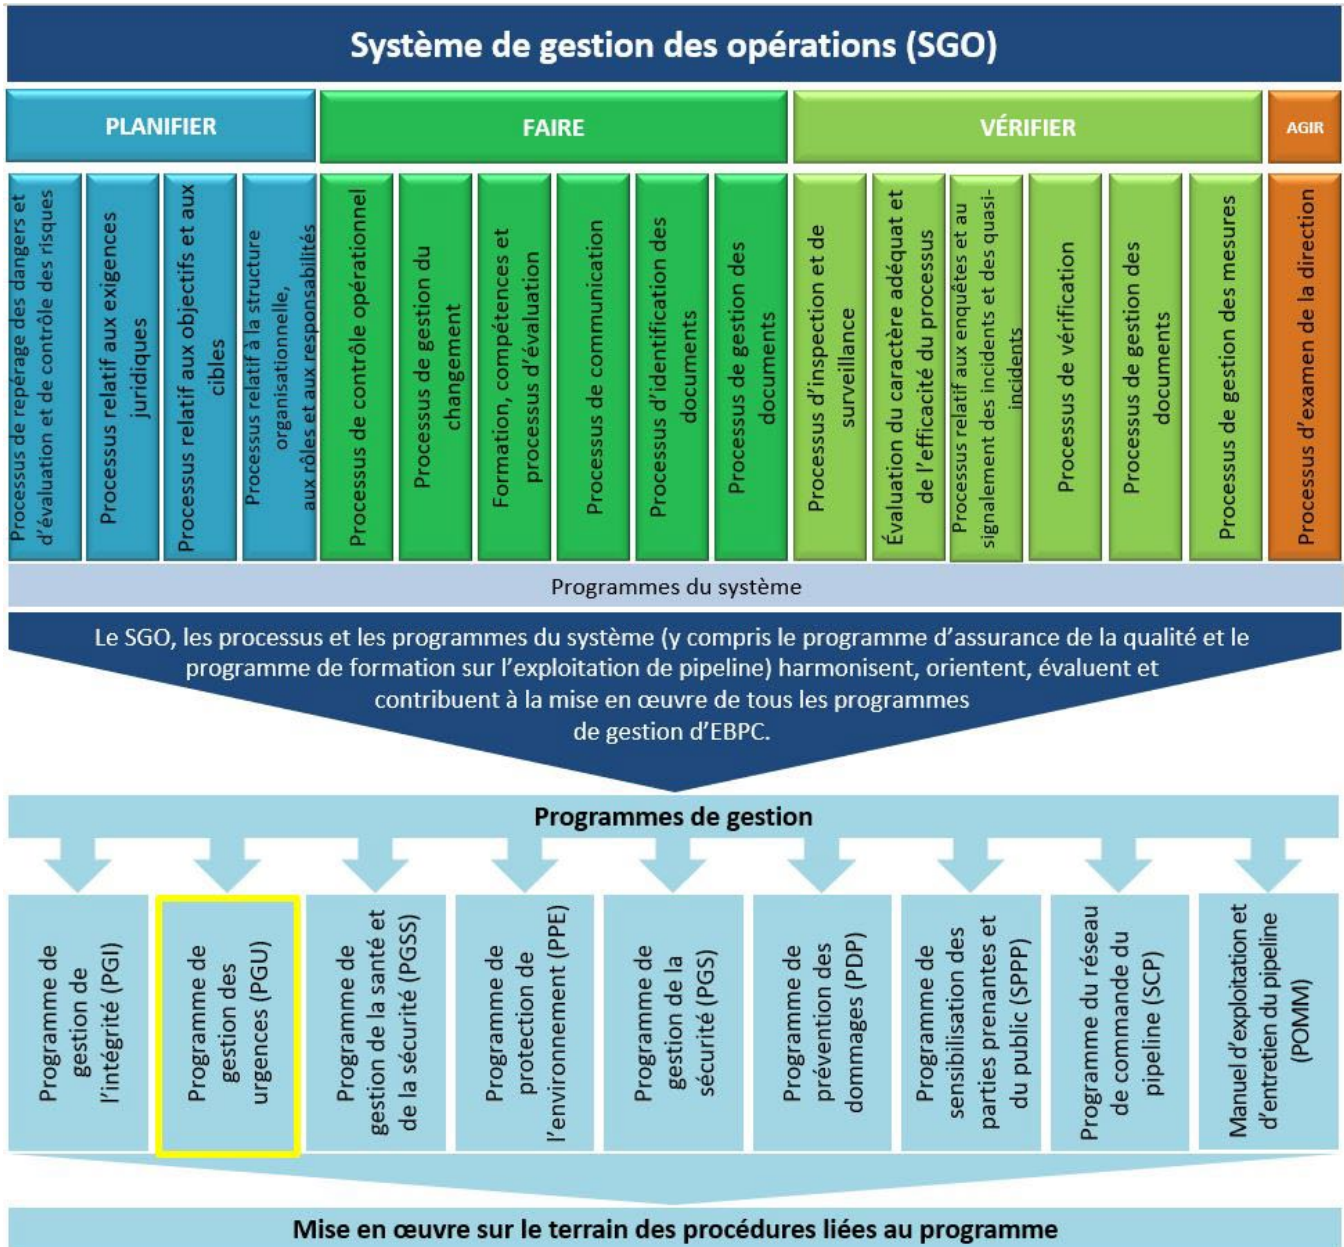 Système de gestion des opérations (SGO)
PLANIFIER
FAIRE
VÉRIFIER
AGIR
Processus de repérage des dangers et
d'évaluation et de contrôle des risques
Processus relatif aux exigences
juridiques
Processus relatif aux objectifs et aux
cibles
Processus relatif à la structure
organisationnelle,
aux rôles et aux responsabilités
Processus de contrôle opérationnel
Processus de gestion du
changement
Formation, compétences et
processus d'évaluation
Processus de communication
Processus d'identification des
documents
Processus de gestion des
documents
Processus d'inspection et de
surveillance
Évaluation du caractère adéquat et
de l'efficacité du processus
Processus relatif aux enquêtes et au
signalement des incidents et des quasi-
incidents
Processus de vérification
Processus de gestion des
documents
Processus de gestion des mesures
Processus d'examen de la direction
Programmes du système
Le SGO, les processus et les programmes du système (y compris le programme d'assurance de la qualité et le
programme de formation sur l'exploitation de pipeline) harmonisent, orientent, évaluent et
contribuent à la mise en œuvre de tous les programmes
de gestion d'EBPC.
Programmes de gestion
Programme de
gestion de
l'intégrité (PGI)
Programme de
gestion des
urgences (PGU)
Programme de
gestion de la santé et
de la sécurité (PGSS)
Programme de
protection de
l'environnement (PPE)
Programme de
gestion de la
sécurité (PGS)
Programme de
prévention des
dommages (PDP)
Programme de
sensibilisation des
parties prenantes et
du public (SPPP)
Programme du réseau
de commande du
pipeline (SCP)
Manuel d'exploitation et
d'entretien du pipeline
(POMM)
Mise en œuvre sur le terrain des procédures liées au programme